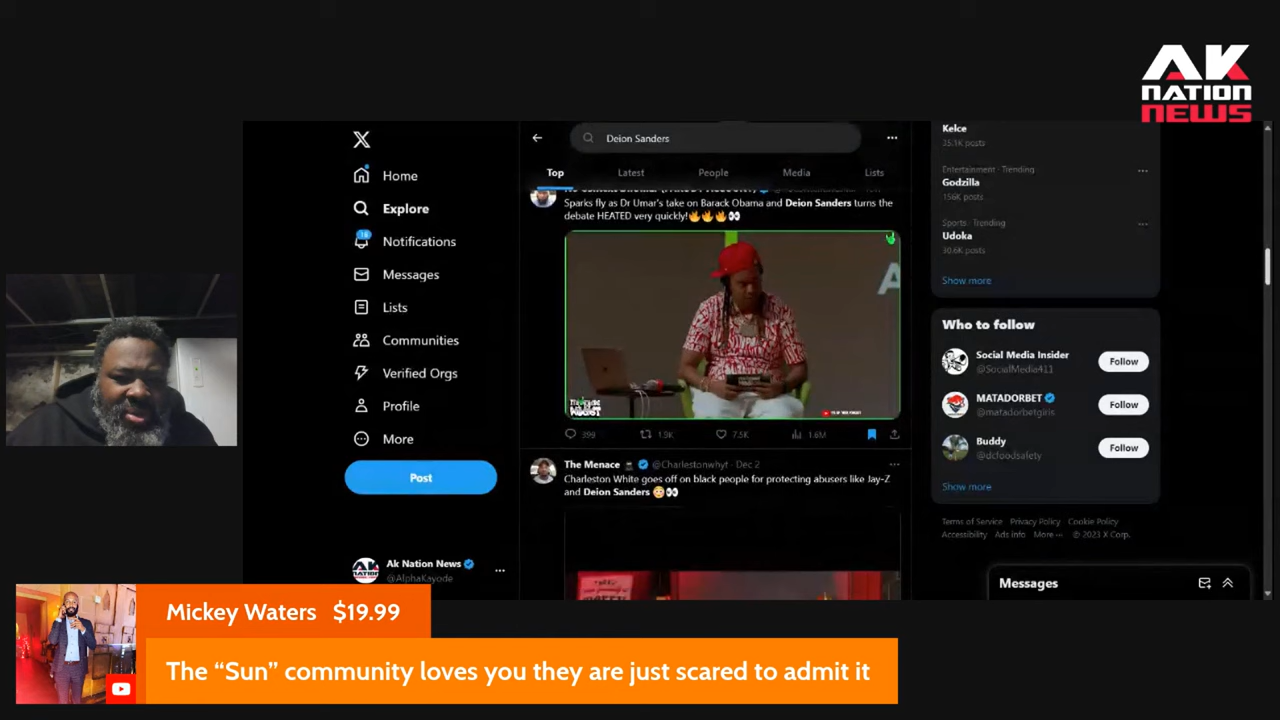 AK
NATION
NEWS
X
Deion Sanders
Top
Latest
People
Media
Lists
Home
Explore
Notifications
Messages
Lists
Communities
Verified Orgs
Profile
More
Post
Ak Nation News
@AlphaKayode
Sparks fly as Dr Umar's take on Barack Obama and Deion Sanders turns the
debate HEATED very quickly!🔥🔥🔥👀
A
399
1.9K
7.5K
1.6M
The Menace @Charlestonwhyt · Dec 2
Charleston White goes off on black people for protecting abusers like Jay-Z
and Deion Sanders 😳👀
Kelce
Entertainment · Trending
Godzilla
156K posts
Sports · Trending
Udoka
30.6K posts
Show more
Who to follow
Social Media Insider
@SocialMedia411
Follow
MATADORBET
@matadorbetgiris
Follow
Buddy
@dcfoodsafety
Follow
Show more
Terms of Service Privacy Policy Cookie Policy
Accessibility Ads info More ··· © 2023 X Corp.
Messages
Mickey Waters $19.99
The “Sun” community loves you they are just scared to admit it